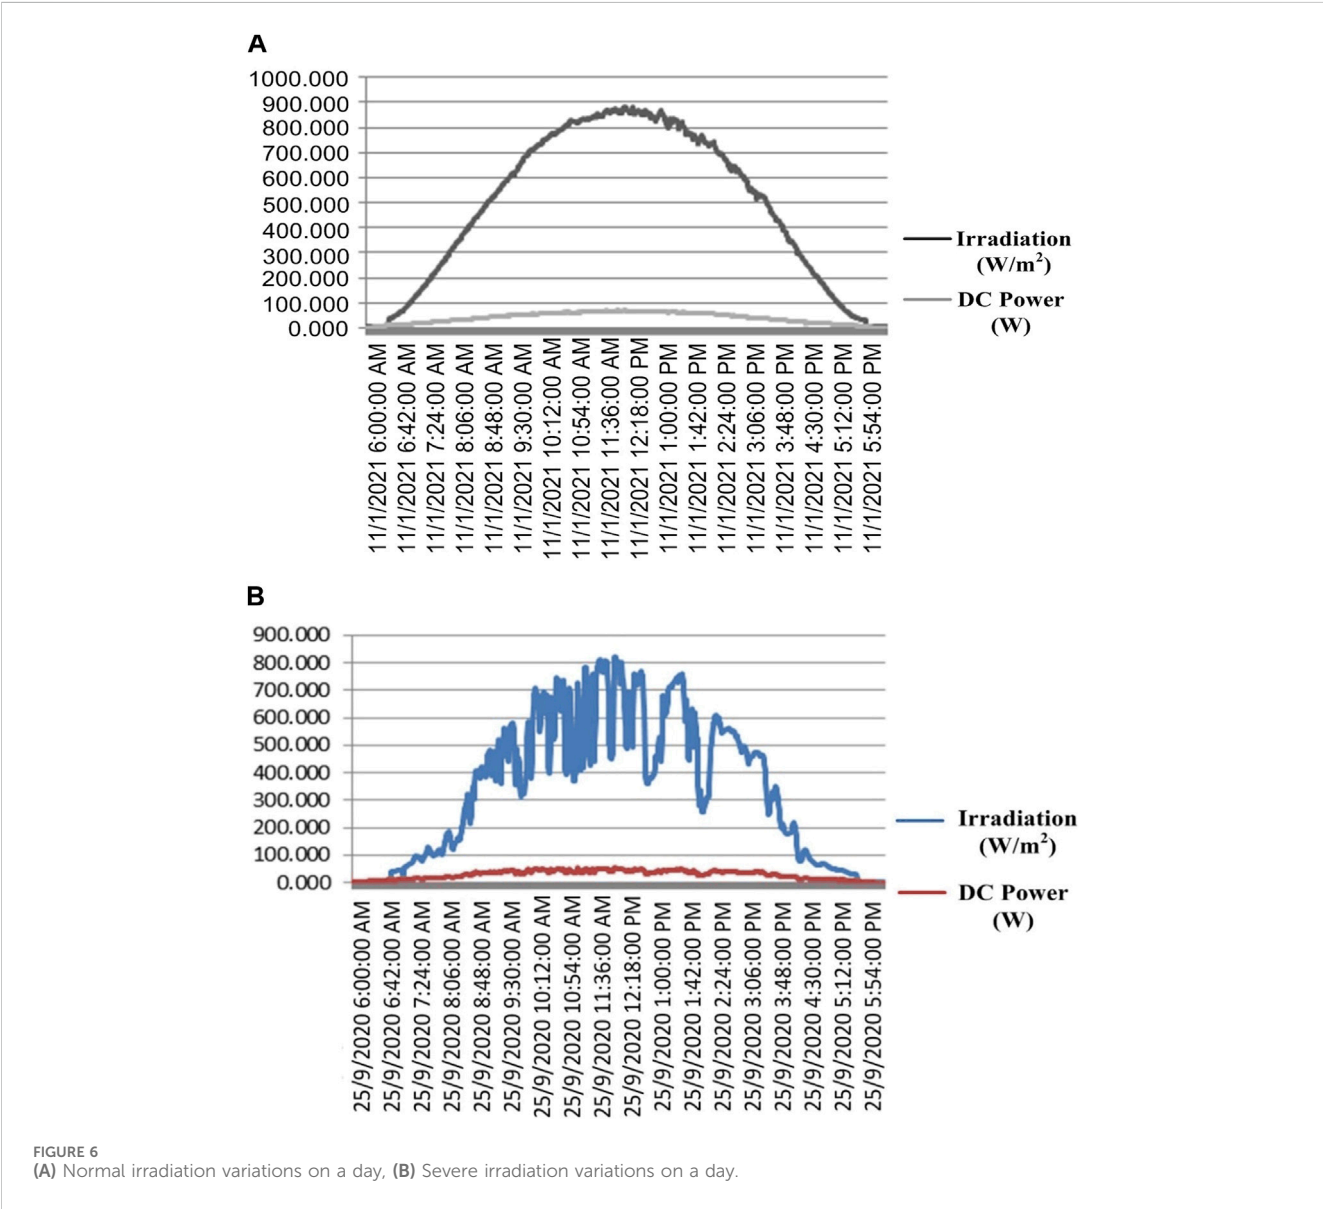 A
1000.000
900.000
800.000
700.000
600.000
500.000
400.000
300.000
200.000
100.000
0.000
11/1/2021 6:00:00 AM
11/1/2021 6:42:00 AM
11/1/2021 7:24:00 AM
11/1/2021 8:06:00 AM
11/1/2021 8:48:00 AM
11/1/2021 9:30:00 AM
11/1/2021 10:12:00 AM
11/1/2021 10:54:00 AM
11/1/2021 11:36:00 AM
11/1/2021 12:18:00 PM
11/1/2021 1:00:00 PM
11/1/2021 1:42:00 PM
11/1/2021 2:24:00 PM
11/1/2021 3:06:00 PM
11/1/2021 3:48:00 PM
11/1/2021 4:30:00 PM
11/1/2021 5:12:00 PM
11/1/2021 5:54:00 PM
Irradiation
(W/m²)
DC Power
(W)
B
900.000
800.000
700.000
600.000
500.000
400.000
300.000
200.000
100.000
0.000
25/9/2020 6:00:00 AM
25/9/2020 6:42:00 AM
25/9/2020 7:24:00 AM
25/9/2020 8:06:00 AM
25/9/2020 8:48:00 AM
25/9/2020 9:30:00 AM
25/9/2020 10:12:00 AM
25/9/2020 10:54:00 AM
25/9/2020 11:36:00 AM
25/9/2020 12:18:00 PM
25/9/2020 1:00:00 PM
25/9/2020 1:42:00 PM
25/9/2020 2:24:00 PM
25/9/2020 3:06:00 PM
25/9/2020 3:48:00 PM
25/9/2020 4:30:00 PM
25/9/2020 5:12:00 PM
25/9/2020 5:54:00 PM
Irradiation
(W/m²)
DC Power
(W)
FIGURE 6
(A) Normal irradiation variations on a day, (B) Severe irradiation variations on a day.